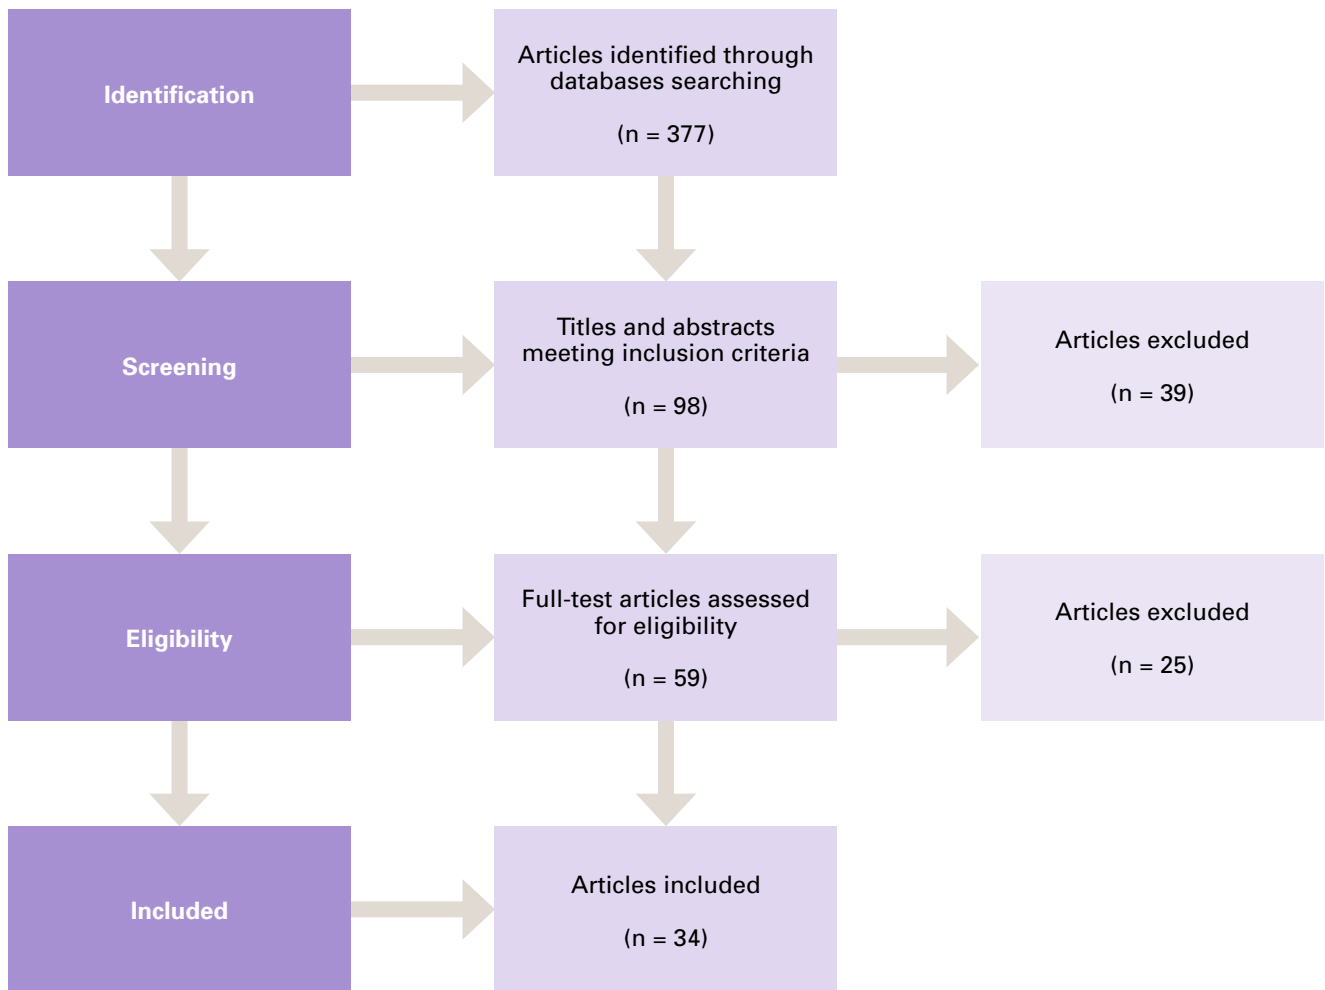 Identification
Articles identified through
databases searching
(n = 377)
Screening
Titles and abstracts
meeting inclusion criteria
(n = 98)
Articles excluded
(n = 39)
Eligibility
Full-test articles assessed
for eligibility
(n = 59)
Articles excluded
(n = 25)
Included
Articles included
(n = 34)